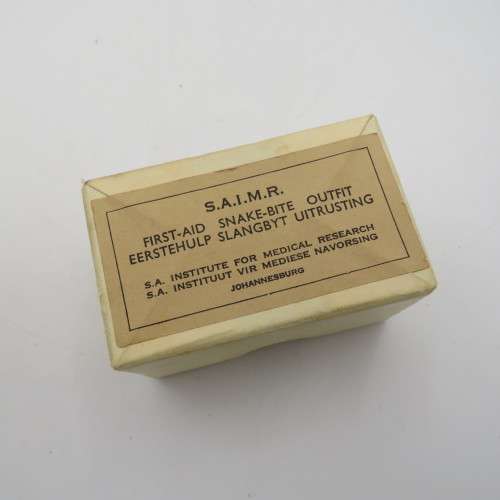 S.A.I.M.R.
FIRST-AID SNAKE-BITE OUTFIT
EERSTEHULP SLANGBYT UITRUSTING
S.A. INSTITUTE FOR MEDICAL RESEARCH
S.A. INSTITUUT VIR MEDIESE NAVORSING
JOHANNESBURG